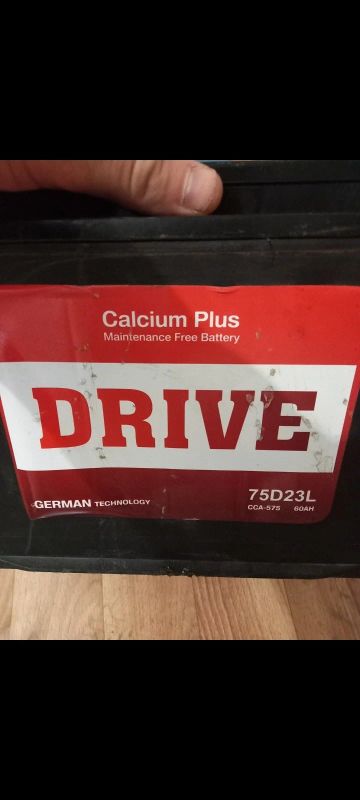 Calcium Plus
Maintenance Free Battery
DRIVE
GERMAN TECHNOLOGY
75D23L
CCA-575 60AH